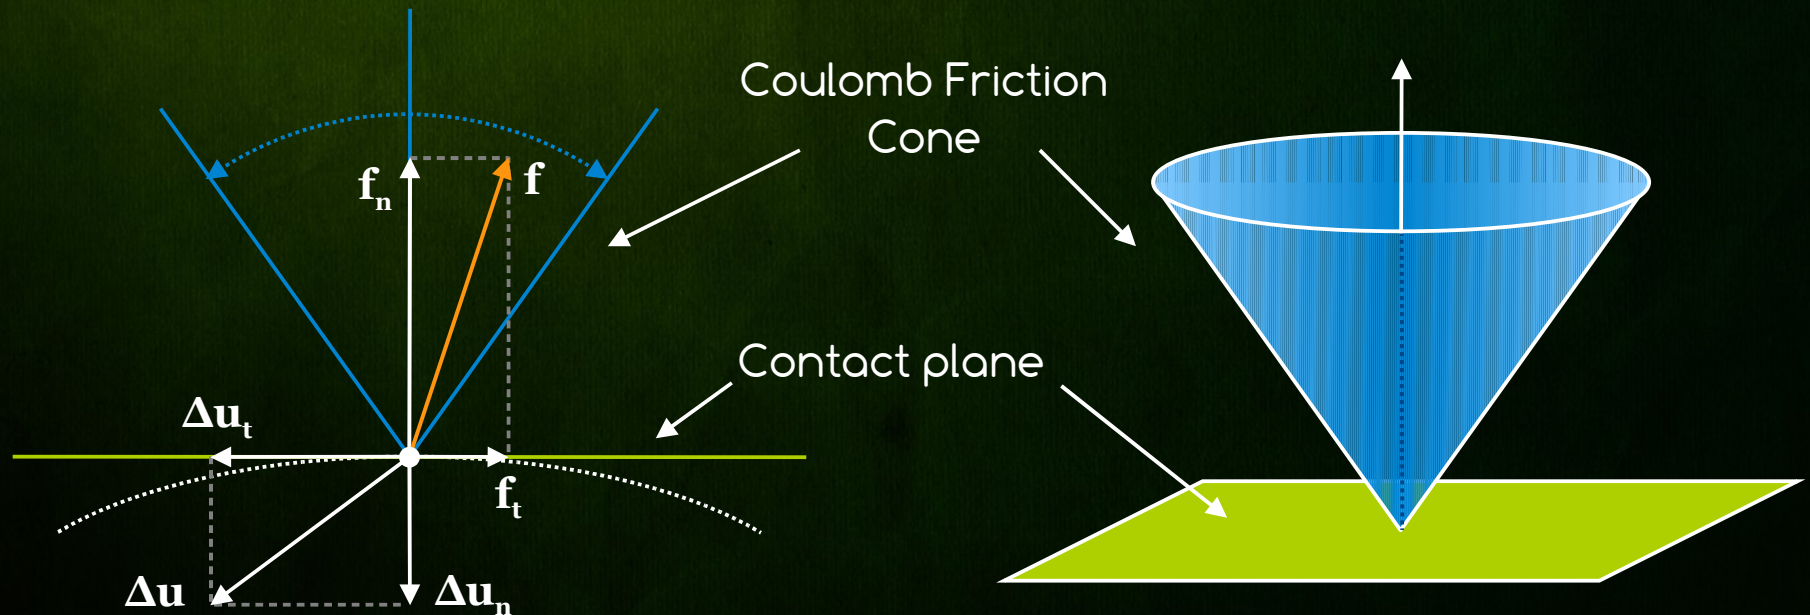 Coulomb Friction
Cone
fn
f
Contact plane
Δut
ft
Δu
Δun